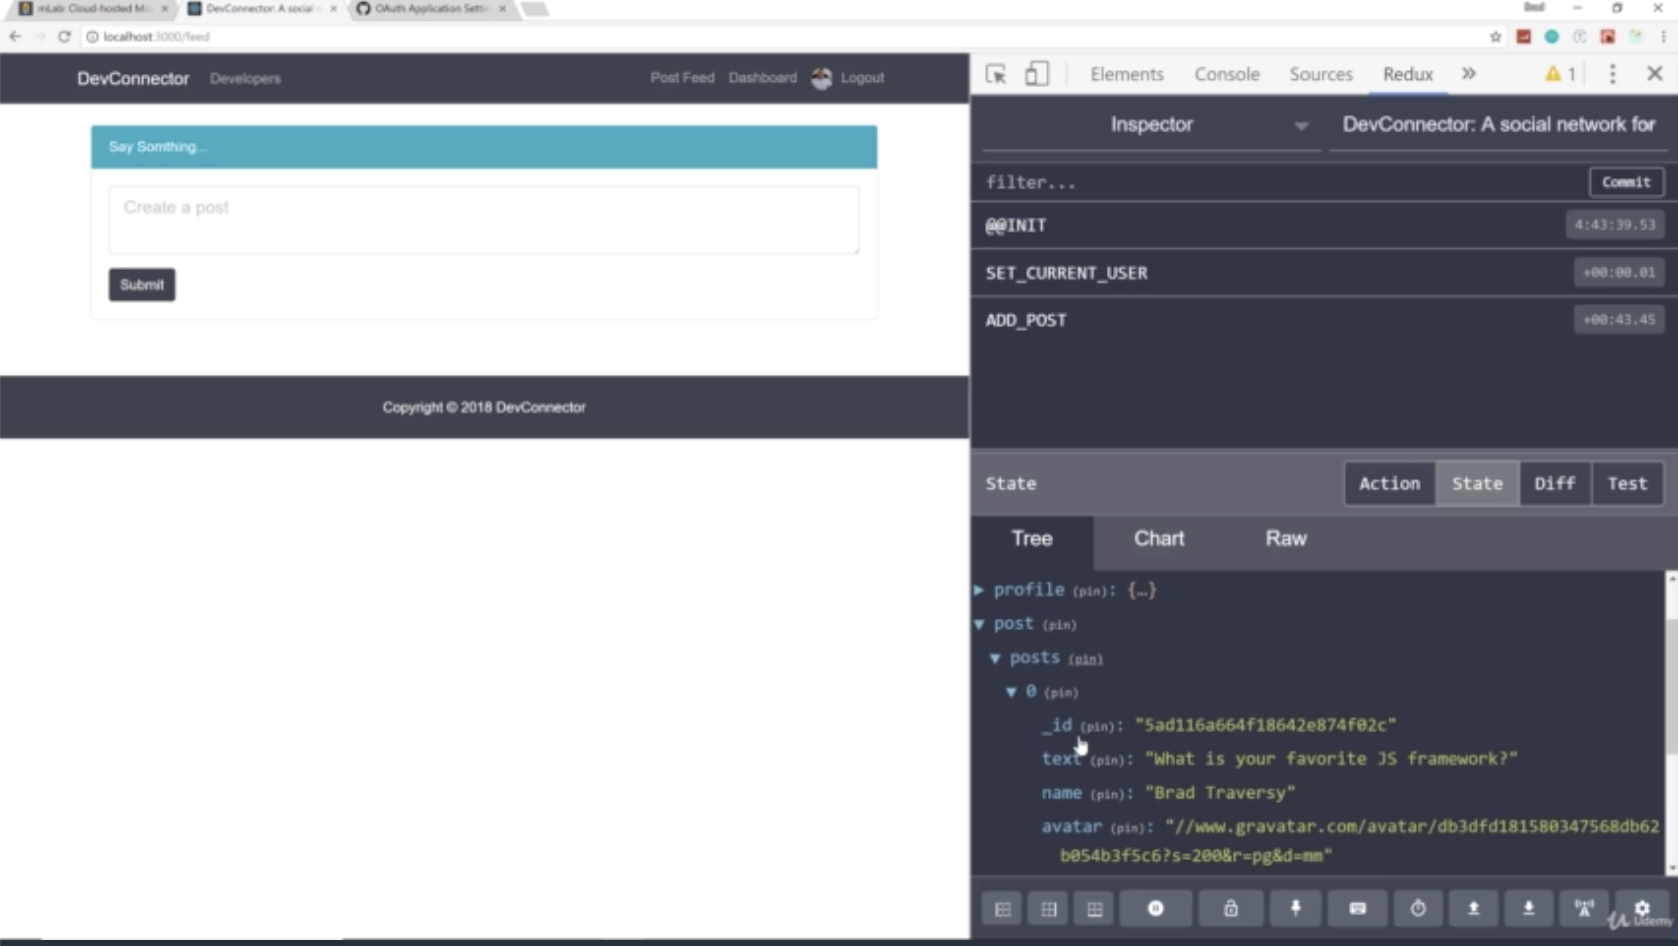 mLab: Cloud-hosted Mo
DevConnector: A social n
OAuth Application Setti
Brad
localhost:3000/feed
DevConnector
Developers
Post Feed
Dashboard
Logout
Say Somthing...
Create a post
Submit
Copyright © 2018 DevConnector
Elements
Console
Sources
Redux
1
Inspector
DevConnector: A social network for
filter...
Commit
@@INIT
4:43:39.53
SET_CURRENT_USER
+00:00.01
ADD_POST
+00:43.45
State
Action
State
Diff
Test
Tree
Chart
Raw
profile (pin): {…}
post (pin)
posts (pin)
0 (pin)
_id (pin): "5ad116a664f18642e874f02c"
text (pin): "What is your favorite JS framework?"
name (pin): "Brad Traversy"
avatar (pin): "//www.gravatar.com/avatar/db3dfd181580347568db62
b054b3f5c6?s=200&r=pg&d=mm"
Udemy